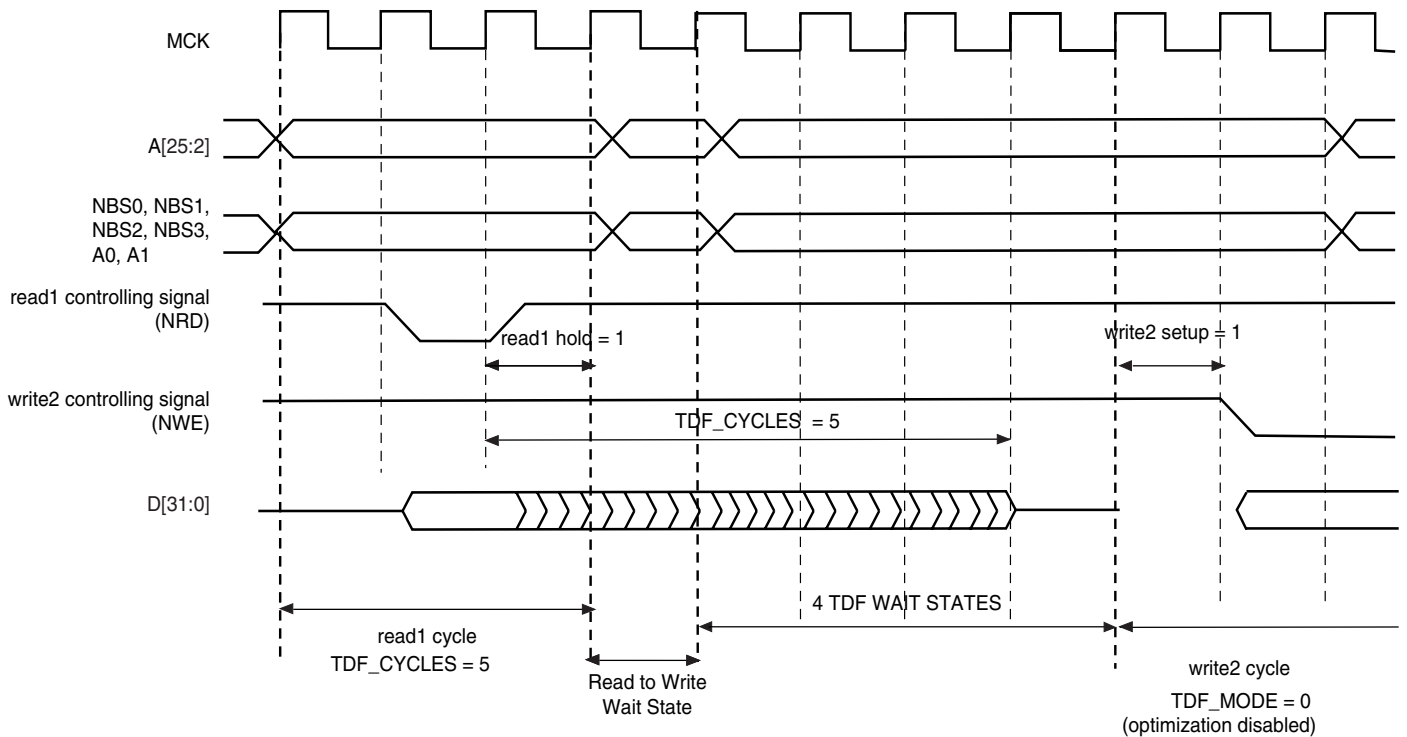 MCK
A[25:2]
NBS0, NBS1,
NBS2, NBS3,
A0, A1
read1 controlling signal
(NRD)
read1 hold = 1
write2 setup = 1
write2 controlling signal
(NWE)
TDF_CYCLES = 5
D[31:0]
4 TDF WAIT STATES
read1 cycle
TDF_CYCLES = 5
Read to Write
Wait State
write2 cycle
TDF_MODE = 0
(optimization disabled)